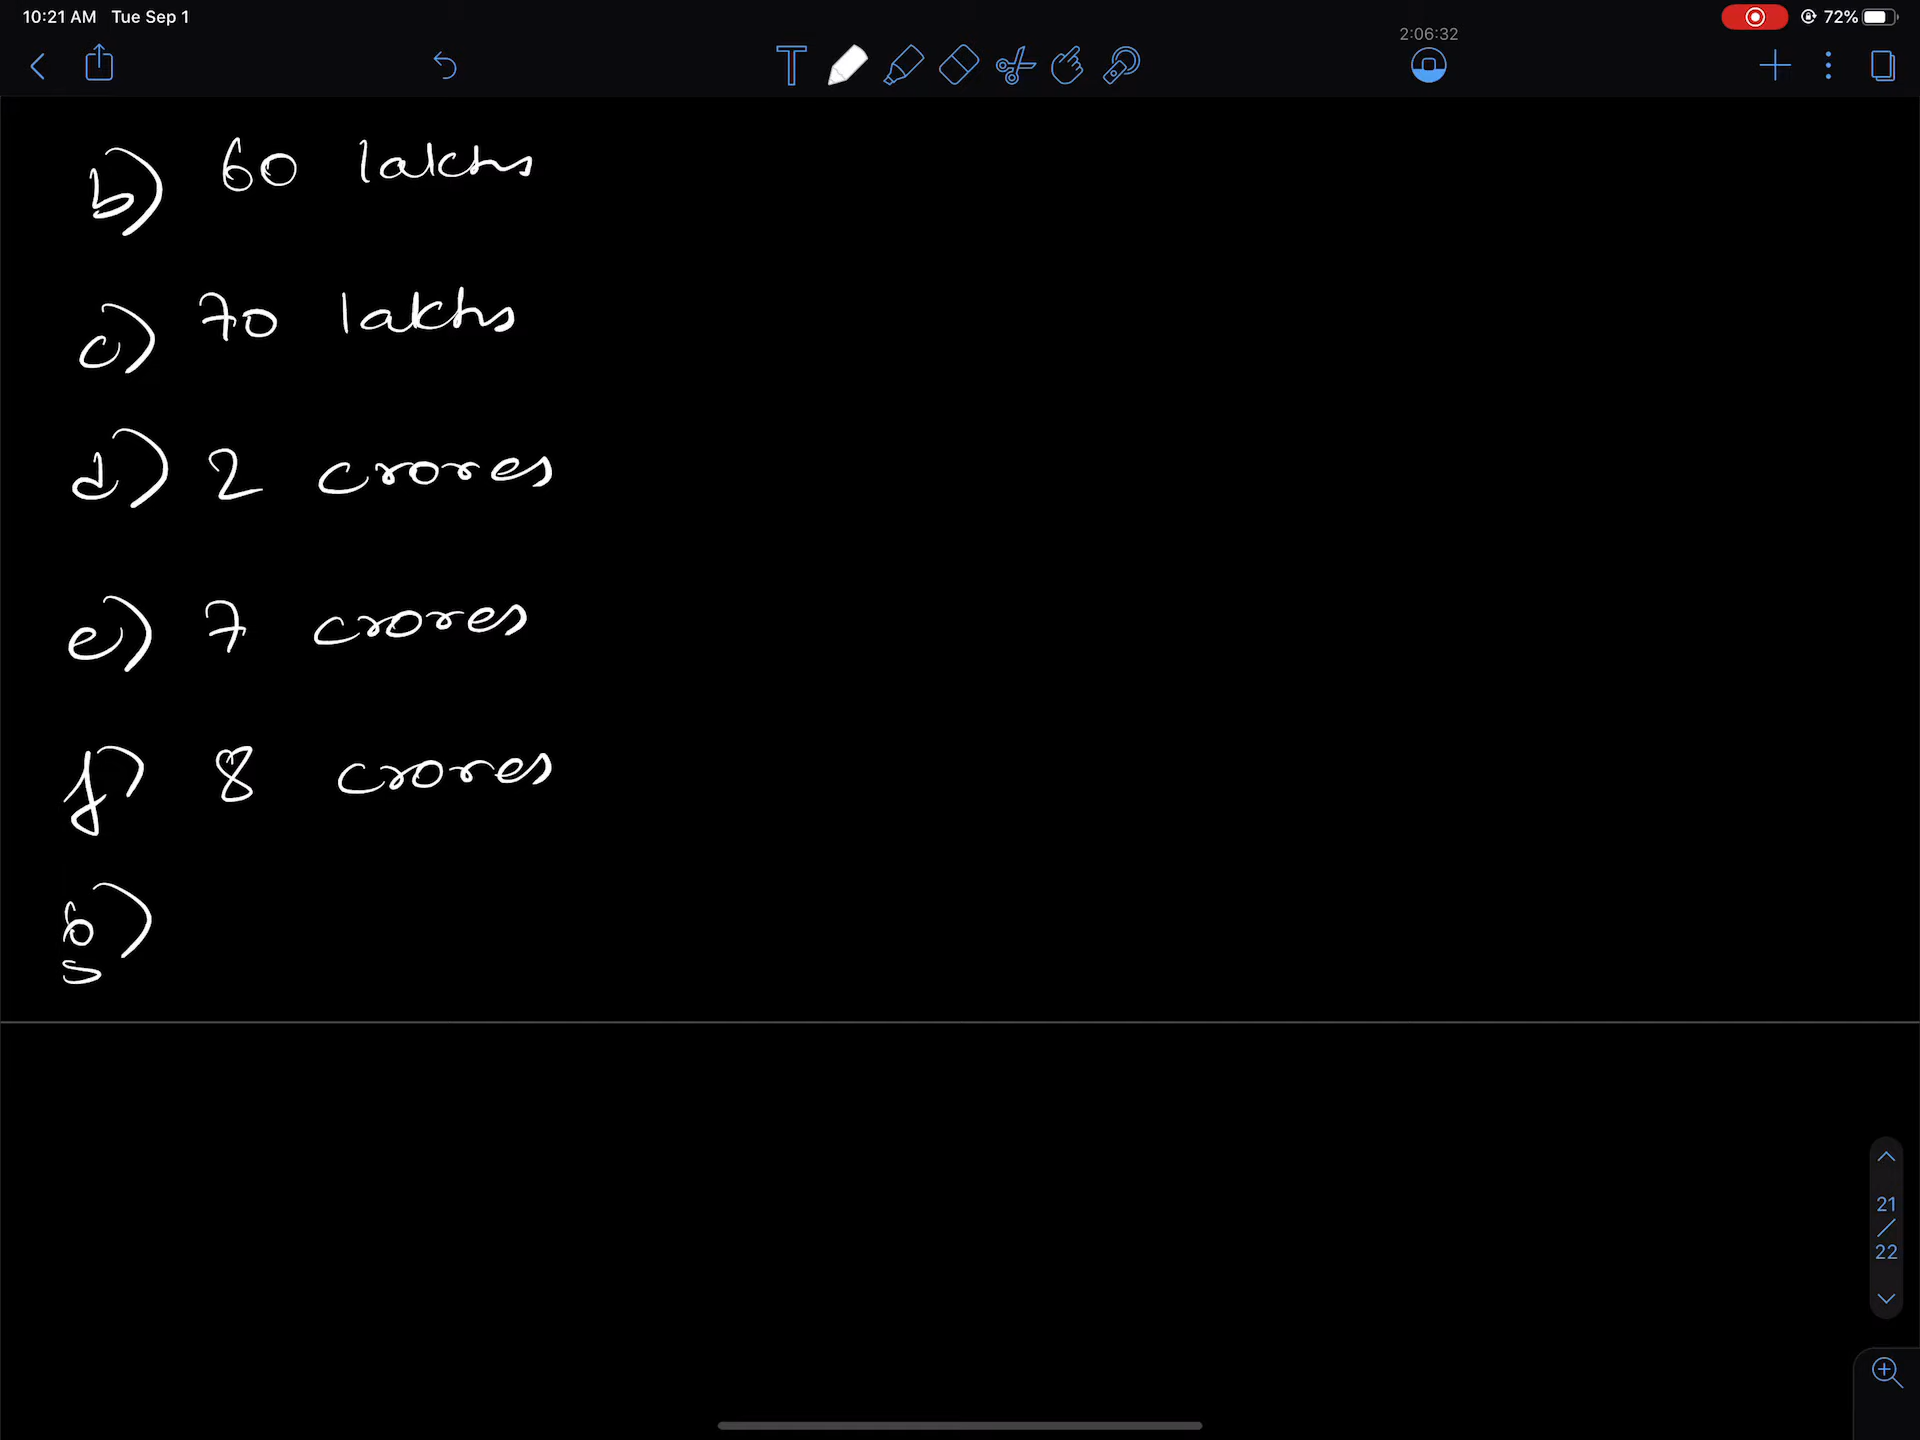 10:21 AM Tue Sep 1
72%
2:06:32
T
b) 60 lakhs
c) 70 lakhs
d) 2 crores
e) 7 crores
f) 8 crores
g)
21
/
22